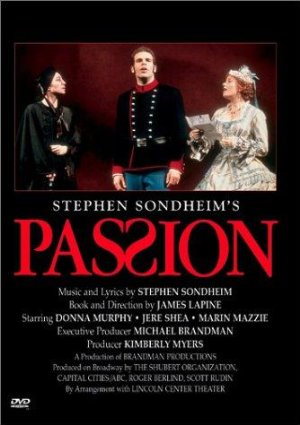 STEPHEN SONDHEIM'S
PASSION
Music and Lyrics by STEPHEN SONDHEIM
Book and Direction by JAMES LAPINE
Starring DONNA MURPHY • JERE SHEA • MARIN MAZZIE
Executive Producer MICHAEL BRANDMAN
Producer KIMBERLY MYERS
A Production of BRANDMAN PRODUCTIONS
Produced on Broadway by THE SHUBERT ORGANIZATION,
CAPITAL CITIES/ABC, ROGER BERLIND, SCOTT RUDIN
By Arrangement with LINCOLN CENTER THEATER
DVD